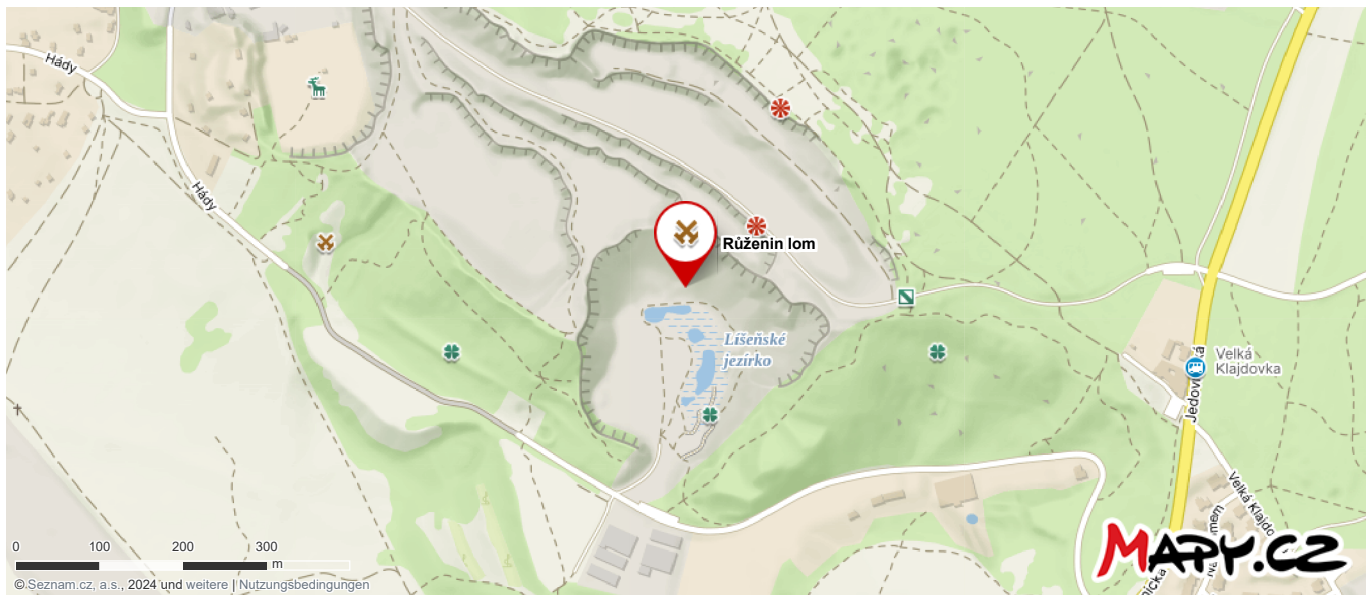 Hády
Hády
Růženin lom
Líšeňské
jezírko
Velká
Klajdovka
Velká Klajdo
0 100 200 300
m
© Seznam.cz, a.s., 2024 und weitere | Nutzungsbedingungen
MAPY.CZ